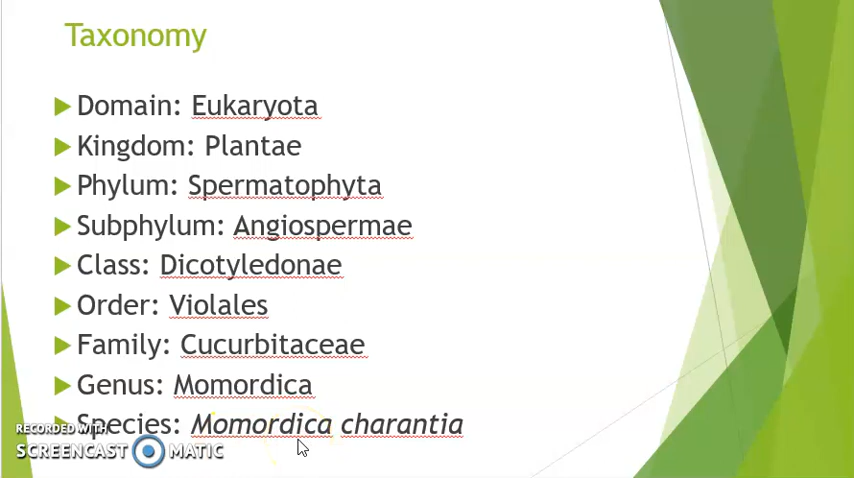 Taxonomy
Domain: Eukaryota
Kingdom: Plantae
Phylum: Spermatophyta
Subphylum: Angiospermae
Class: Dicotyledonae
Order: Violales
Family: Cucurbitaceae
Genus: Momordica
Species: Momordica charantia
RECORDED WITH
SCREENCAST MATIC